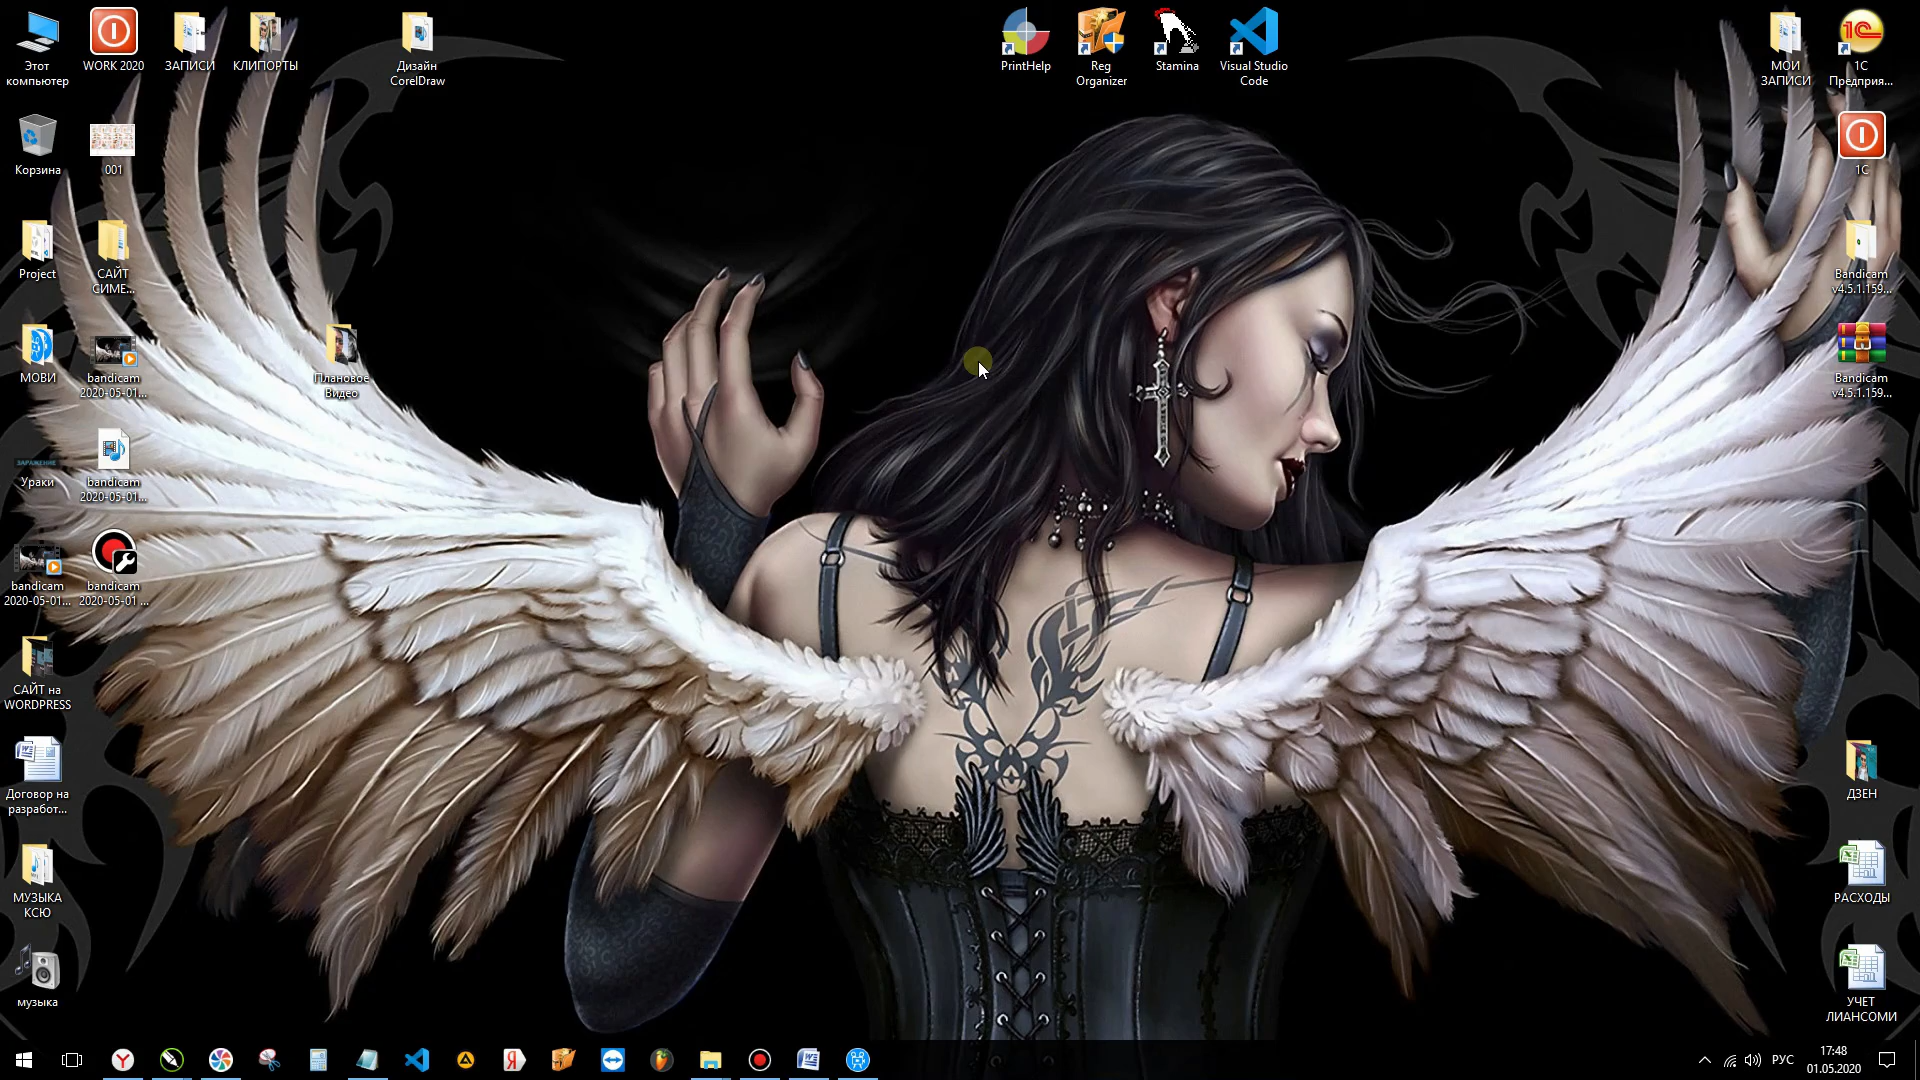 Этот
компьютер
WORK 2020
ЗАПИСИ
КЛИПОРТЫ
Дизайн
CorelDraw
PrintHelp
Reg
Organizer
Stamina
Visual Studio
Code
МОИ
ЗАПИСИ
1С
Предприя...
Корзина
001
1С
Project
САЙТ
СИМЕ...
Bandicam
v4.5.1.159...
МОВИ
bandicam
2020-05-01...
Плановое
Видео
Bandicam
v4.5.1.159...
ЗАРАЖЕНИЕ
Ураки
bandicam
2020-05-01...
bandicam
2020-05-01...
bandicam
2020-05-01 ...
САЙТ на
WORDPRESS
Договор на
разработ...
ДЗЕН
МУЗЫКА
КСЮ
РАСХОДЫ
музыка
УЧЕТ
ЛИАНСОМИ
РУС
17:48
01.05.2020